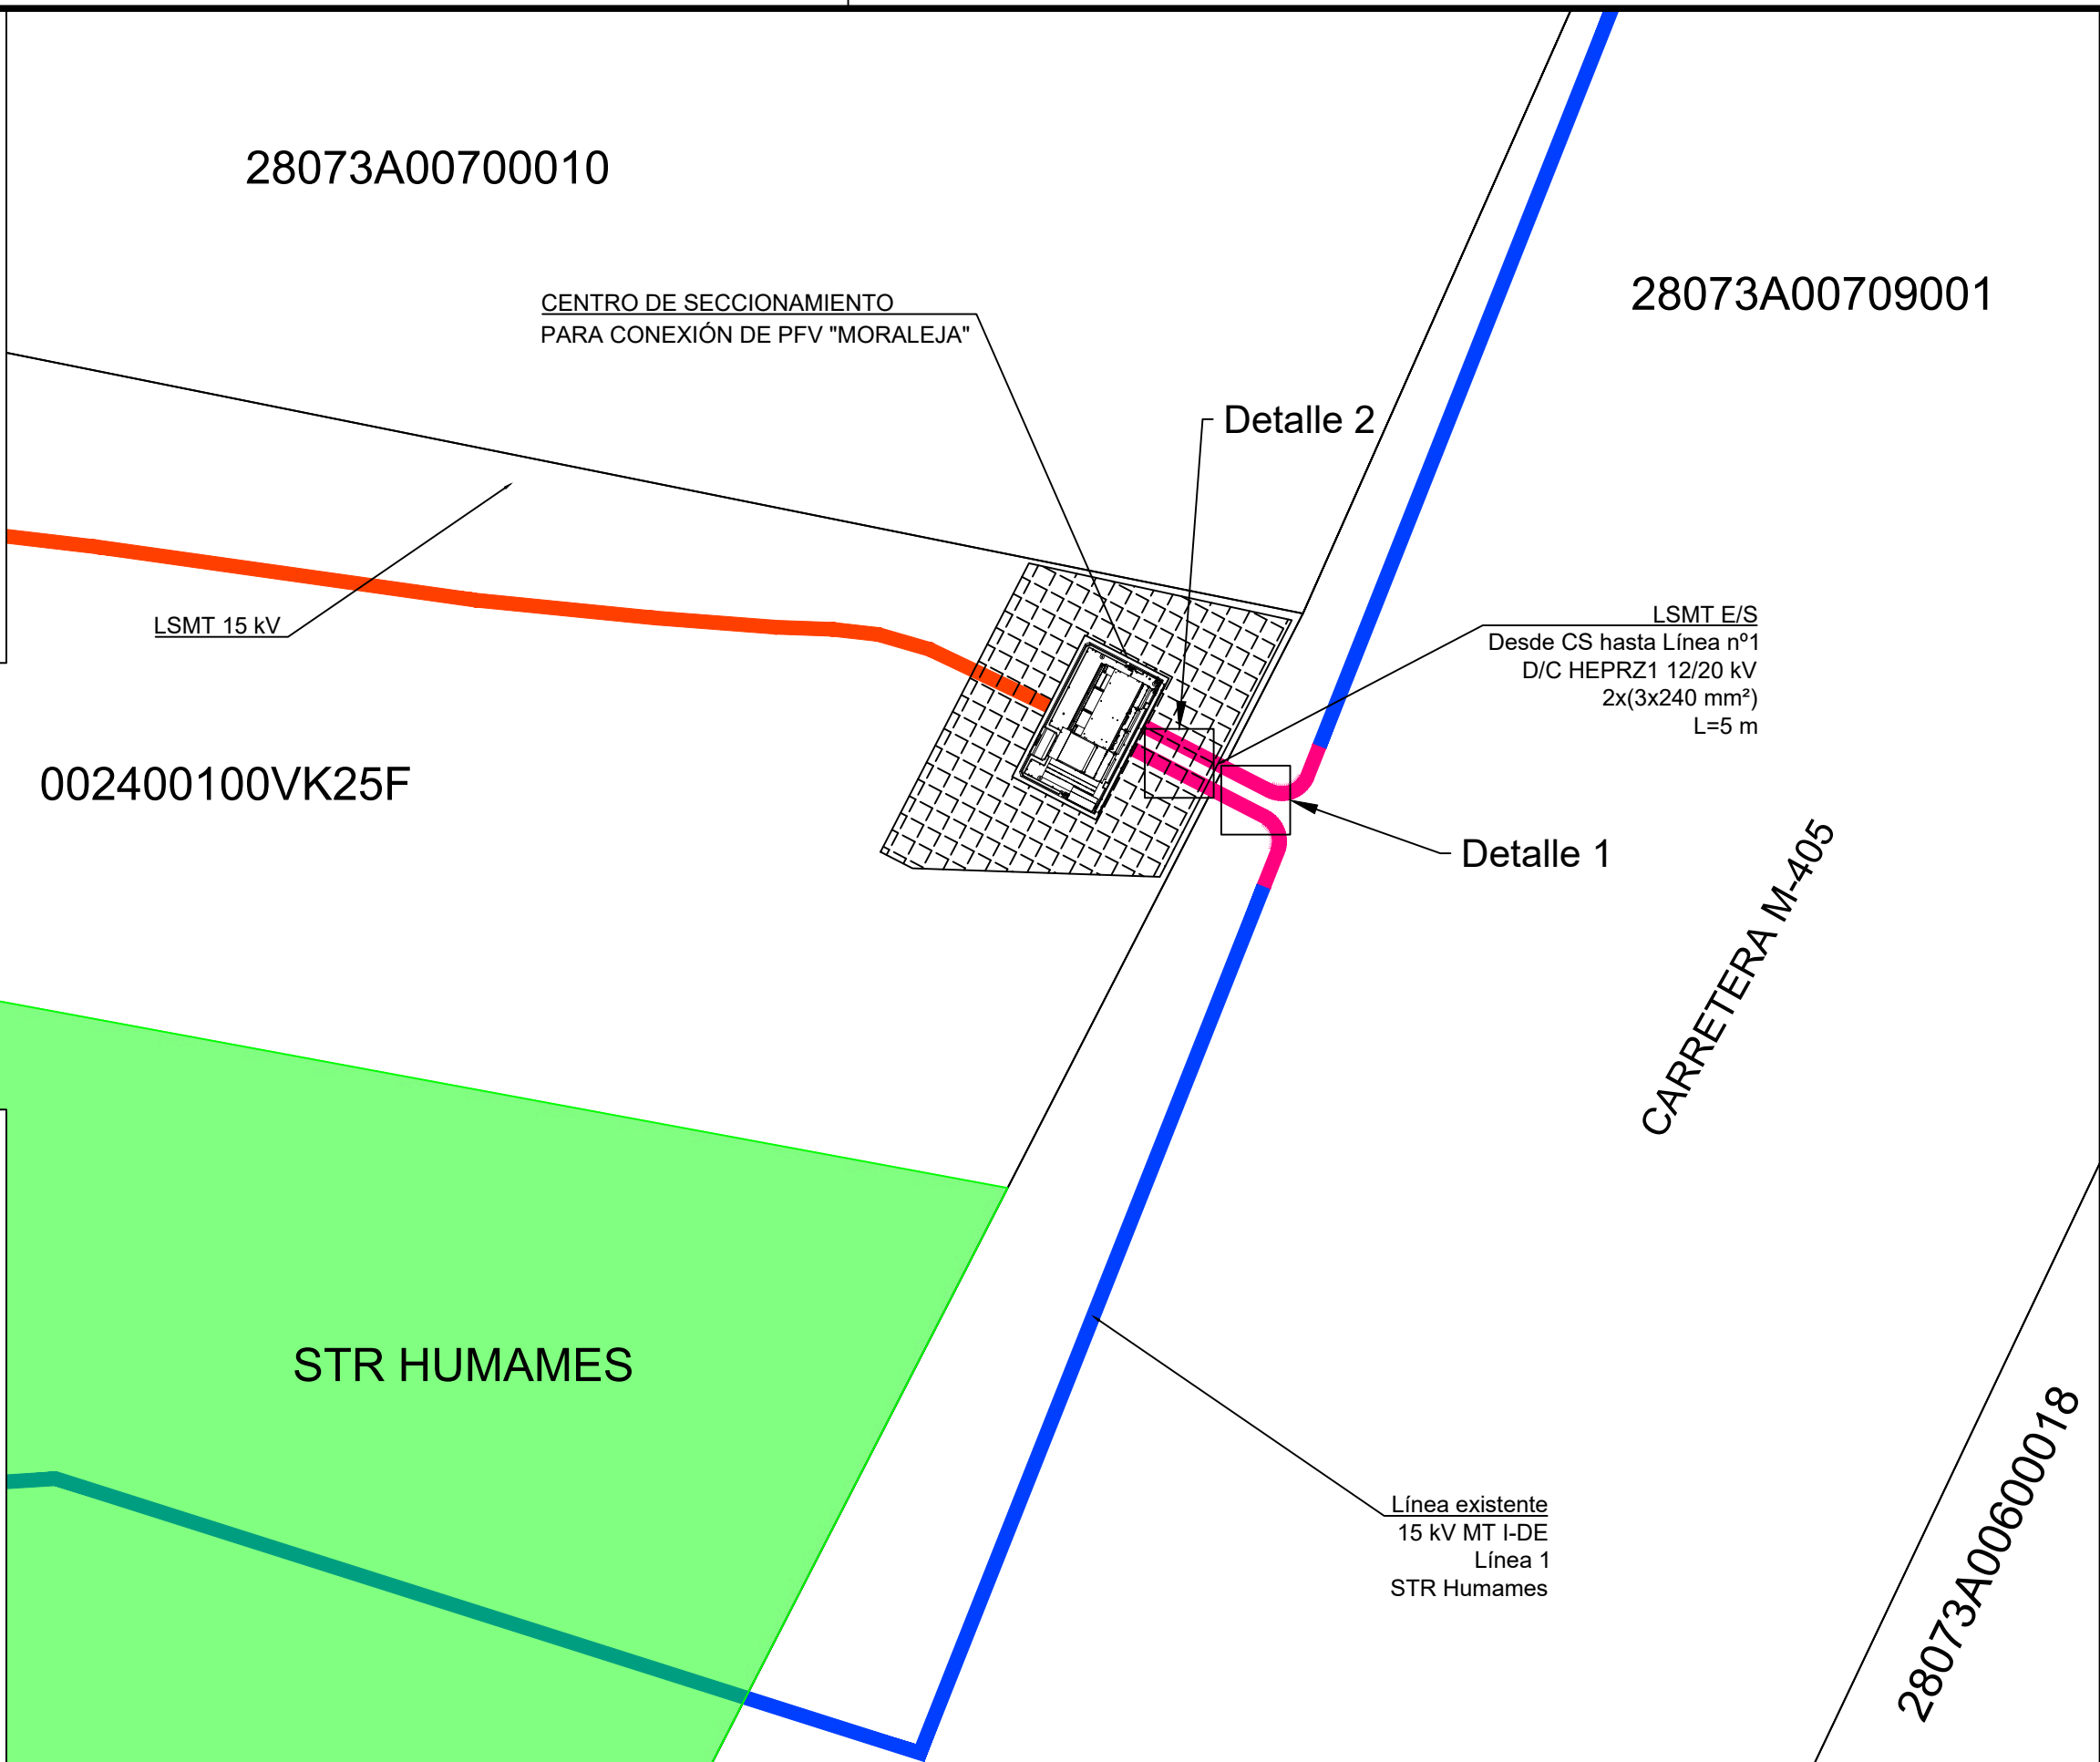 28073A00700010
28073A00709001
CENTRO DE SECCIONAMIENTO
PARA CONEXIÓN DE PFV "MORALEJA"
Detalle 2
LSMT 15 kV
LSMT E/S
Desde CS hasta Línea nº1
D/C HEPRZ1 12/20 kV
2x(3x240 mm²)
L=5 m
002400100VK25F
Detalle 1
CARRETERA M-405
STR HUMAMES
Línea existente
15 kV MT I-DE
Línea 1
STR Humames
28073A00600018